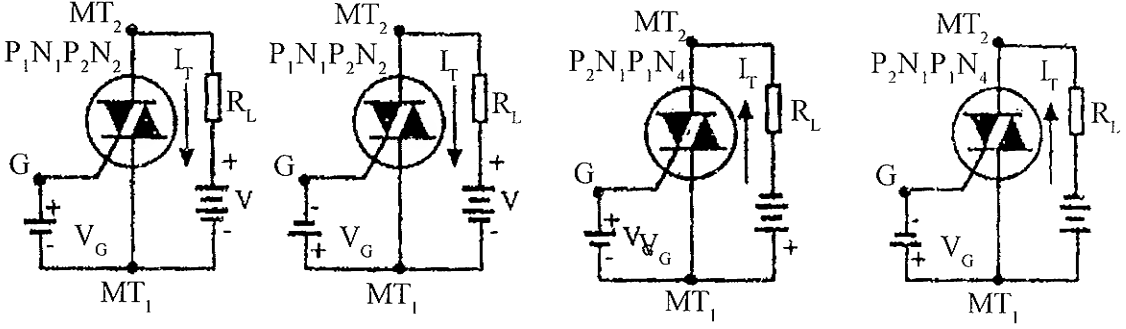 MT2
P1N1P2N2
IT
RL
G
+
+
V
-
VG
-
MT1
MT2
P1N1P2N2
IT
RL
G
+
-
V
+
VG
-
MT1
MT2
P2N1P1N4
IT
RL
G
+
V
VG
-
+
MT1
MT2
P2N1P1N4
IT
RL
G
-
VG
+
MT1